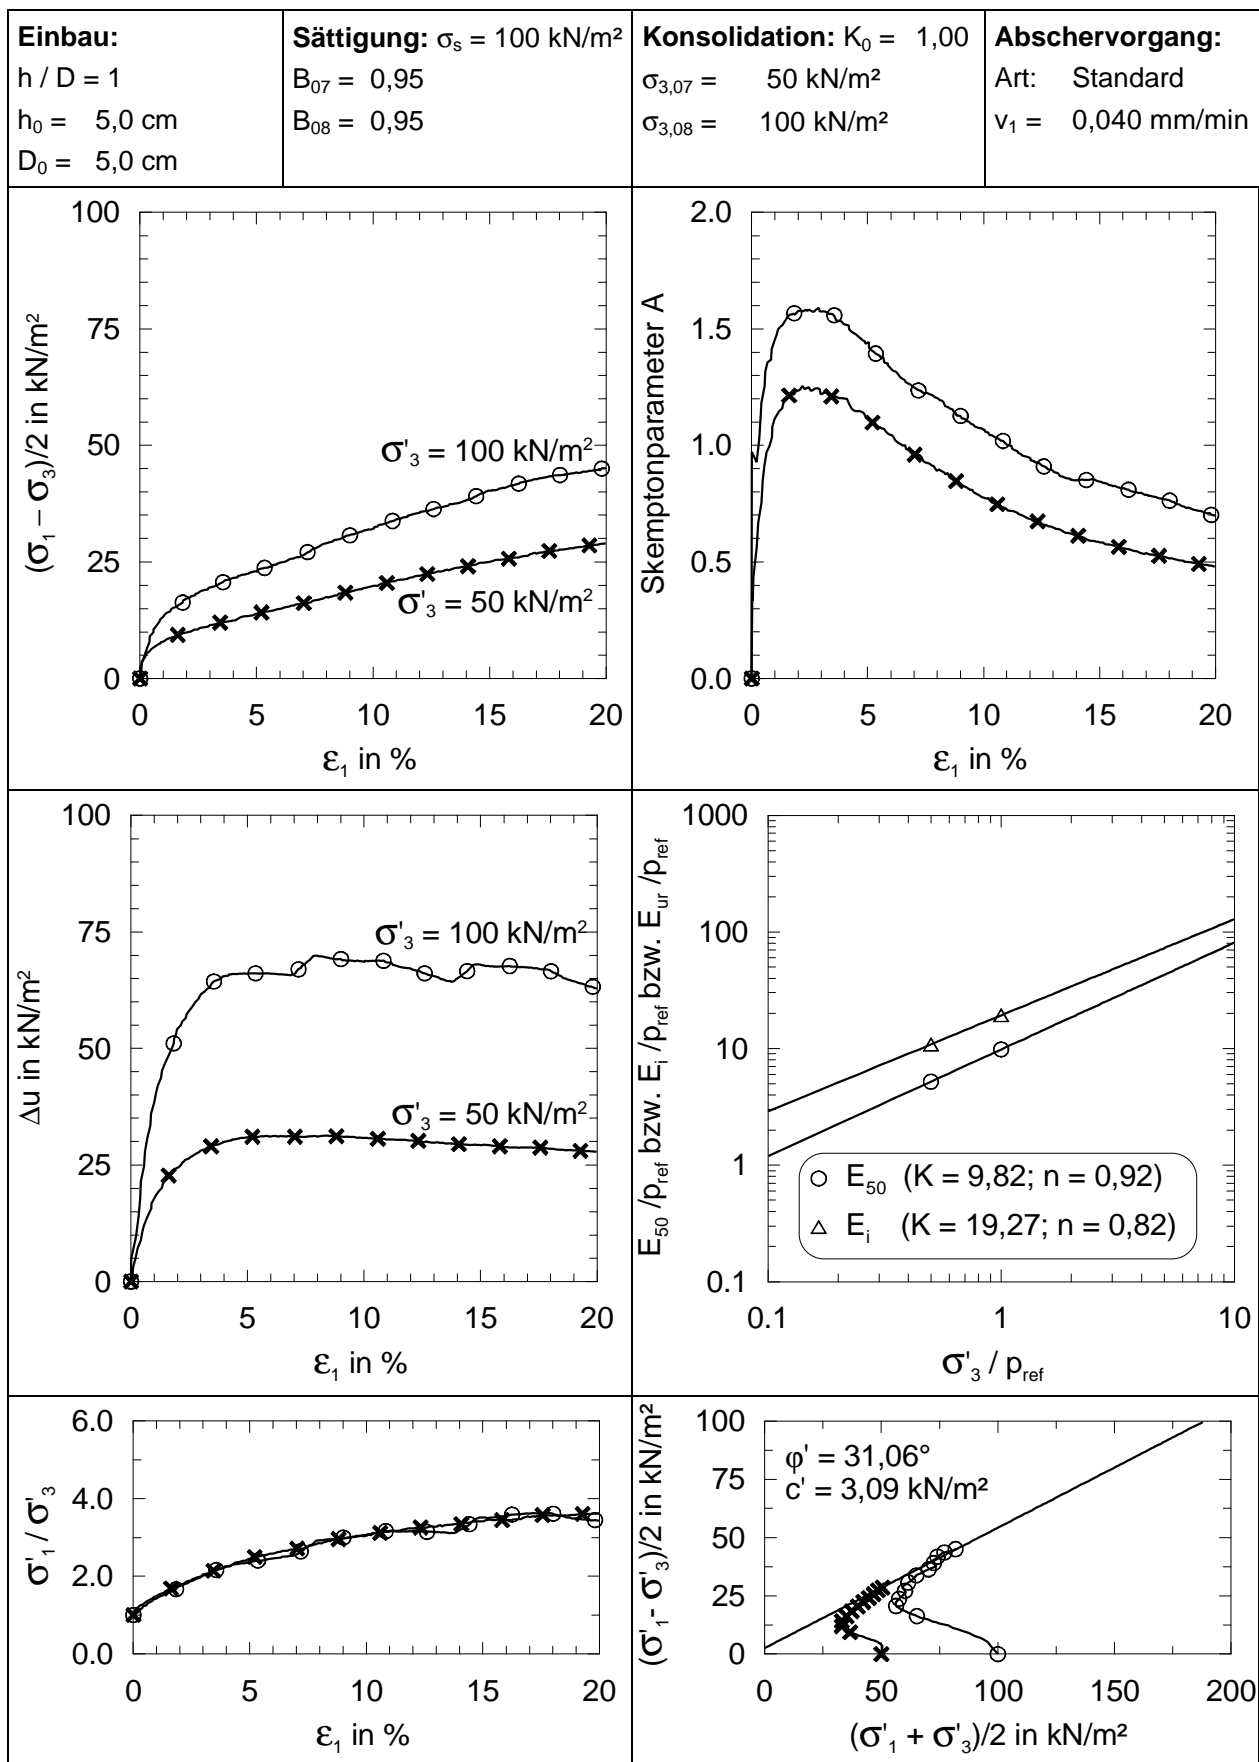 Einbau:
h / D = 1
h₀ = 5,0 cm
D₀ = 5,0 cm
Sättigung: σₛ = 100 kN/m²
B₀₇ = 0,95
B₀₈ = 0,95
Konsolidation: K₀ = 1,00
σ₃,₀₇ = 50 kN/m²
σ₃,₀₈ = 100 kN/m²
Abschervorgang:
Art: Standard
v₁ = 0,040 mm/min
(σ₁ – σ₃)/2 in kN/m²
100
75
50
25
0
σ'₃ = 100 kN/m²
σ'₃ = 50 kN/m²
0 5 10 15 20
ε₁ in %
Skemptonparameter A
2.0
1.5
1.0
0.5
0.0
0 5 10 15 20
ε₁ in %
Δu in kN/m²
100
75
50
25
0
σ'₃ = 100 kN/m²
σ'₃ = 50 kN/m²
0 5 10 15 20
ε₁ in %
E₅₀ /p_ref bzw. E_i /p_ref bzw. E_ur /p_ref
1000
100
10
1
0.1
E₅₀ (K = 9,82; n = 0,92)
E_i (K = 19,27; n = 0,82)
0.1 1 10
σ'₃ / p_ref
σ'₁ / σ'₃
6.0
4.0
2.0
0.0
0 5 10 15 20
ε₁ in %
(σ'₁ - σ'₃)/2 in kN/m²
100
75
50
25
0
φ' = 31,06°
c' = 3,09 kN/m²
0 50 100 150 200
(σ'₁ + σ'₃)/2 in kN/m²